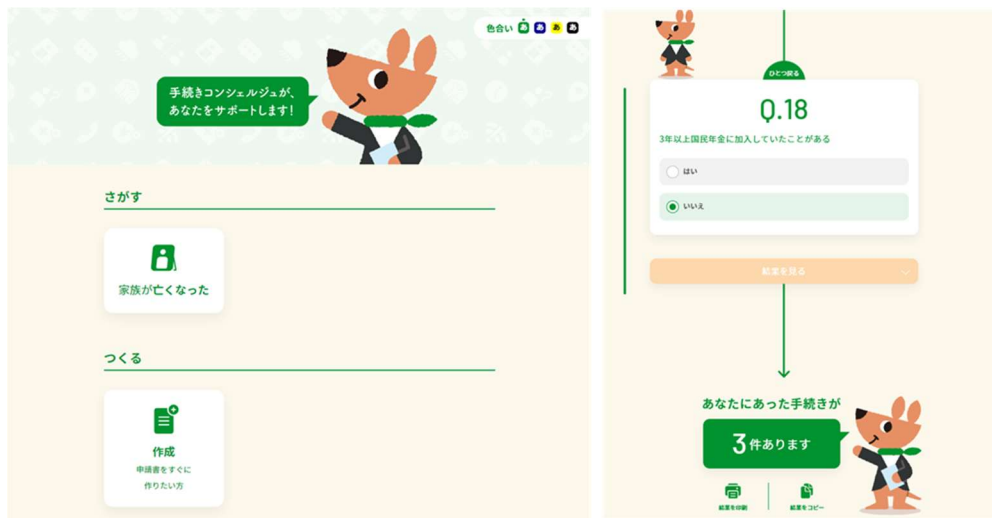 色合い あ あ あ あ
手続きコンシェルジュが、
あなたをサポートします!
さがす
家族が亡くなった
つくる
作成
申請書をすぐに
作りたい方
ひとつ戻る
Q.18
3年以上国民年金に加入していたことがある
はい
いいえ
結果を見る
あなたにあった手続きが
3件あります
結果を印刷
結果をコピー